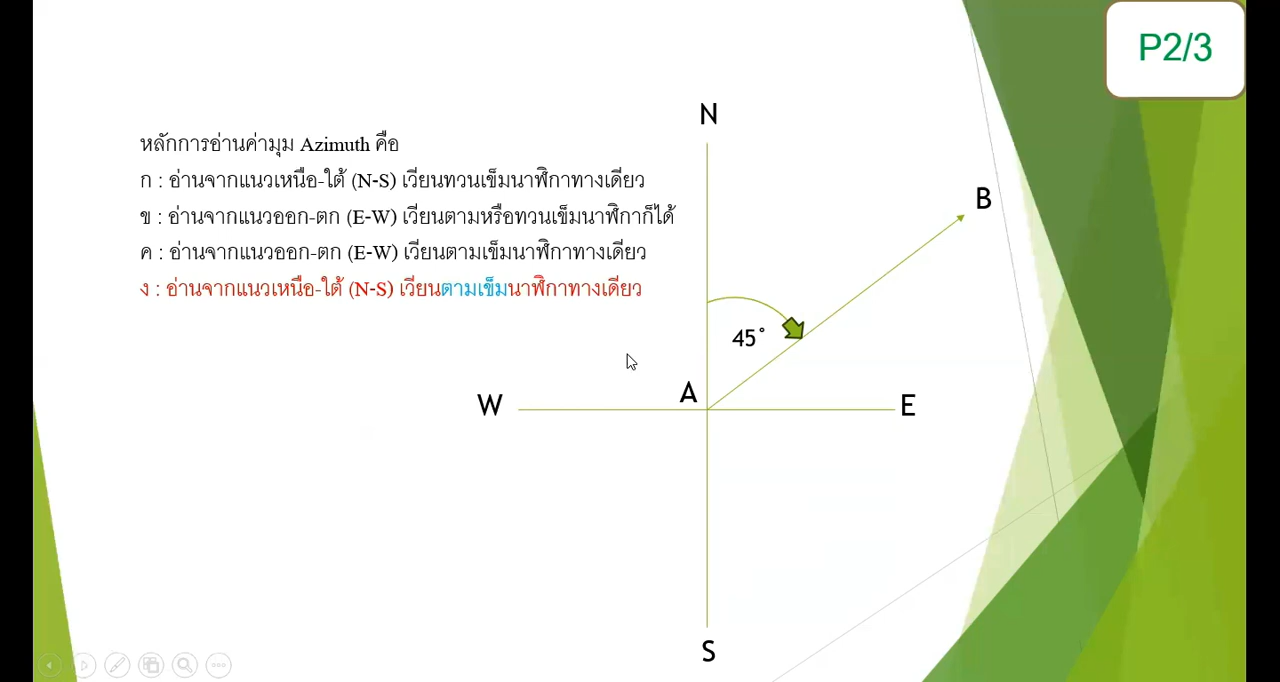 P2/3
หลักการอ่านค่ามุม Azimuth คือ
ก : อ่านจากแนวเหนือ-ใต้ (N-S) เวียนทวนเข็มนาฬิกาทางเดียว
ข : อ่านจากแนวออก-ตก (E-W) เวียนตามหรือทวนเข็มนาฬิกาก็ได้
ค : อ่านจากแนวออก-ตก (E-W) เวียนตามเข็มนาฬิกาทางเดียว
ง : อ่านจากแนวเหนือ-ใต้ (N-S) เวียนตามเข็มนาฬิกาทางเดียว
N
B
45°
A
W
E
S